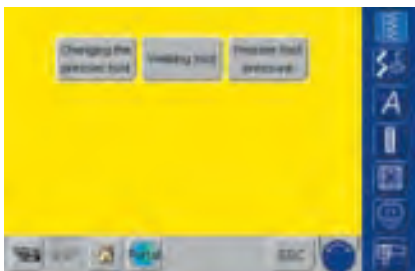 Changing the
presser foot
Walking foot
Presser foot
pressure
A
ESC